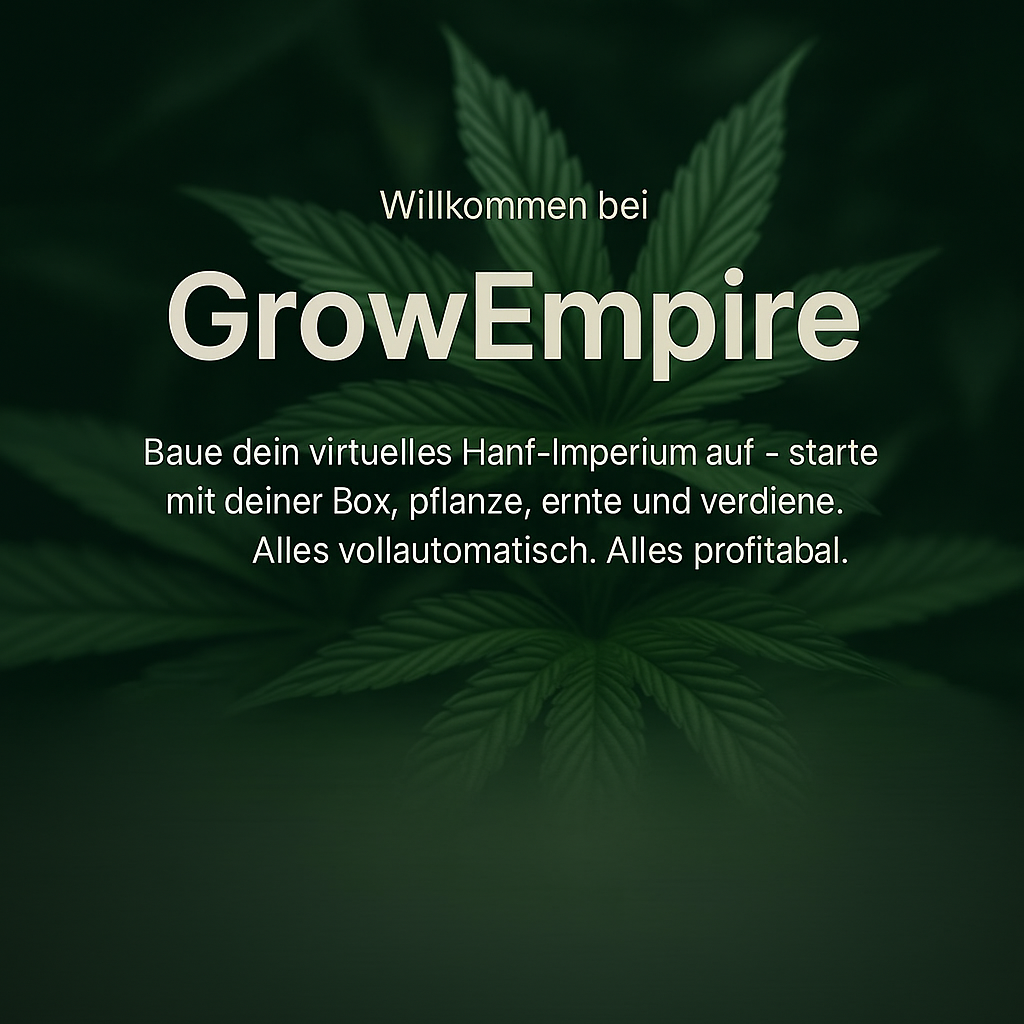 Willkommen bei
GrowEmpire
Baue dein virtuelles Hanf-Imperium auf - starte
mit deiner Box, pflanze, ernte und verdiene.
Alles vollautomatisch. Alles profitabal.